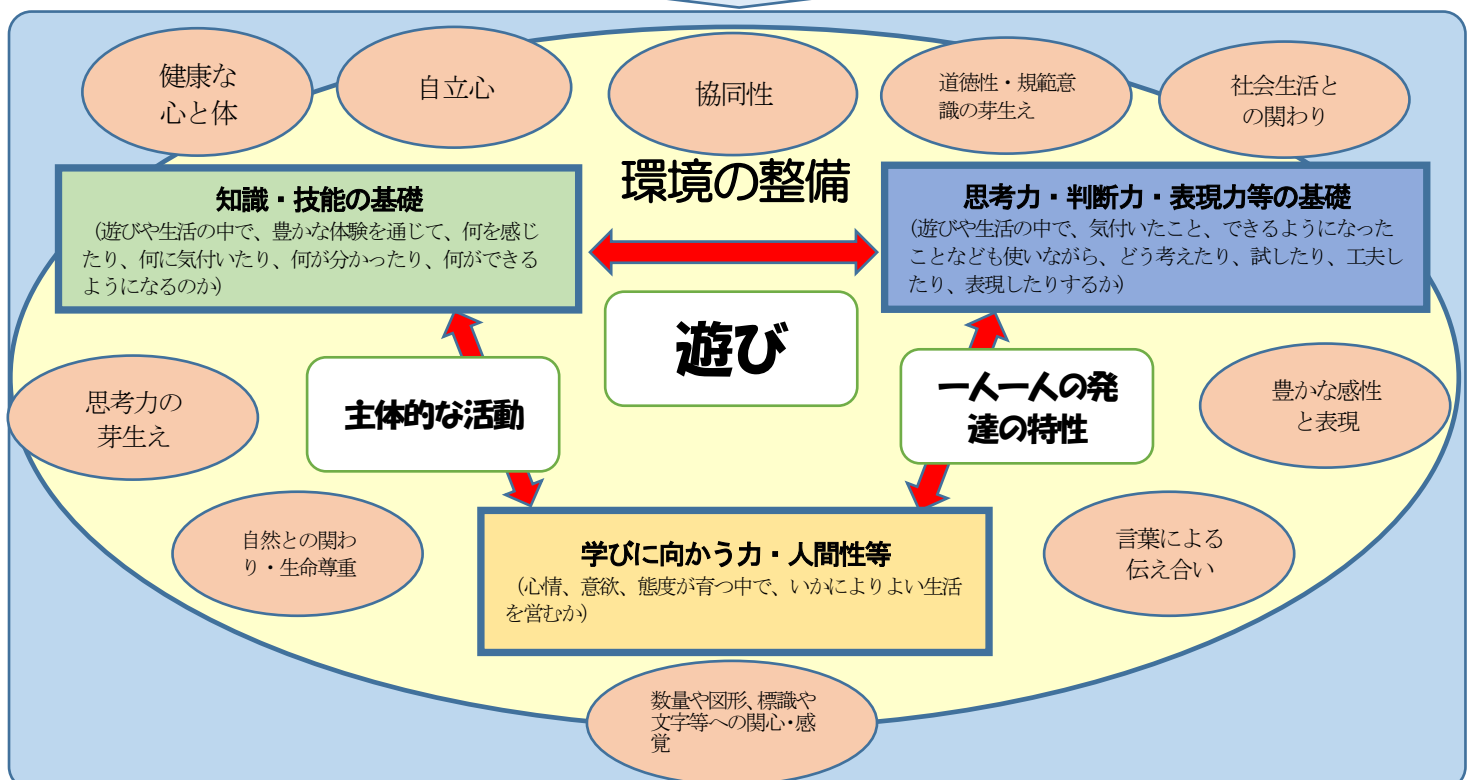 健康な
心と体
自立心
協同性
道徳性・規範意
識の芽生え
社会生活と
の関わり
環境の整備
知識・技能の基礎
(遊びや生活の中で、豊かな体験を通じて、何を感じ
たり、何に気付いたり、何が分かったり、何ができる
ようになるのか)
思考力・判断力・表現力等の基礎
(遊びや生活の中で、気付いたこと、できるようになった
ことなども使いながら、どう考えたり、試したり、工夫し
たり、表現したりするか)
遊び
主体的な活動
一人一人の発
達の特性
思考力の
芽生え
豊かな感性
と表現
自然との関わ
り・生命尊重
学びに向かう力・人間性等
(心情、意欲、態度が育つ中で、いかによりよい生活
を営むか)
言葉による
伝え合い
数量や図形、標識や
文字等への関心・感
覚